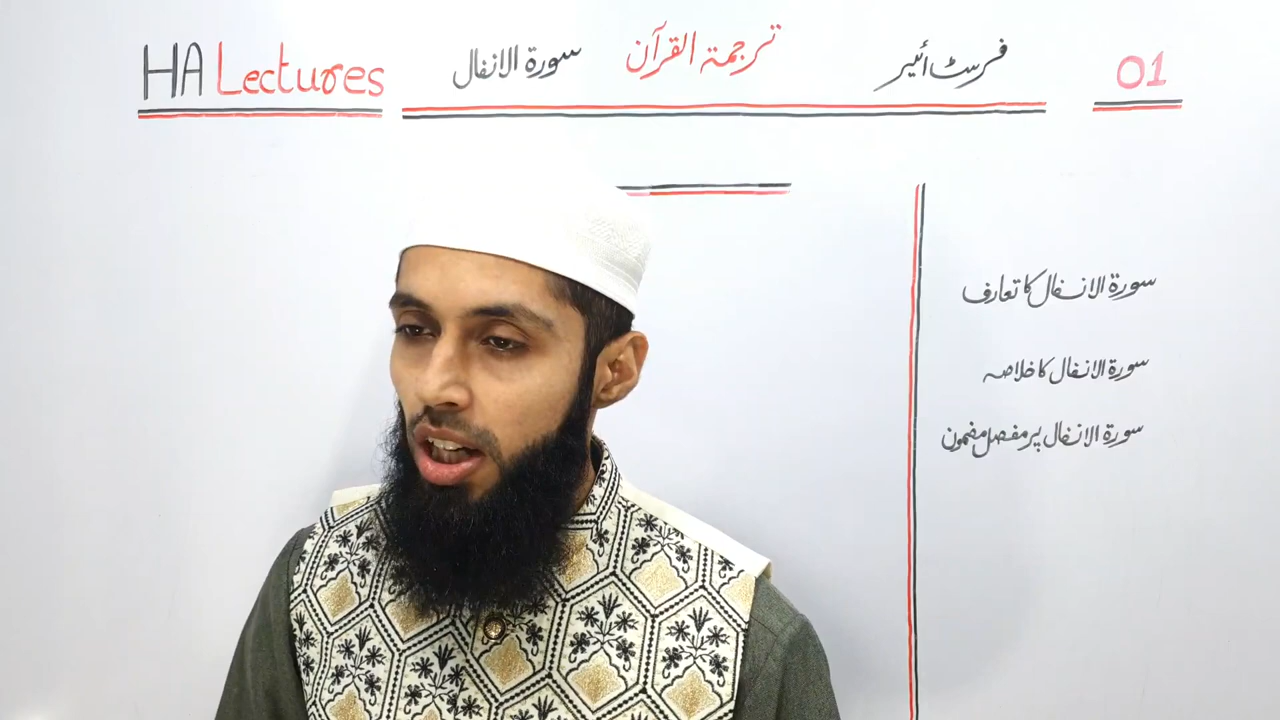 HA Lectures
سورۃ الانفال
ترجمۃ القرآن
فرسٹ أئیر
01
سورۃ الانفال کا تعارف
سورۃ الانفال کا خلاصہ
سورۃ الانفال پر مفصل مضمون